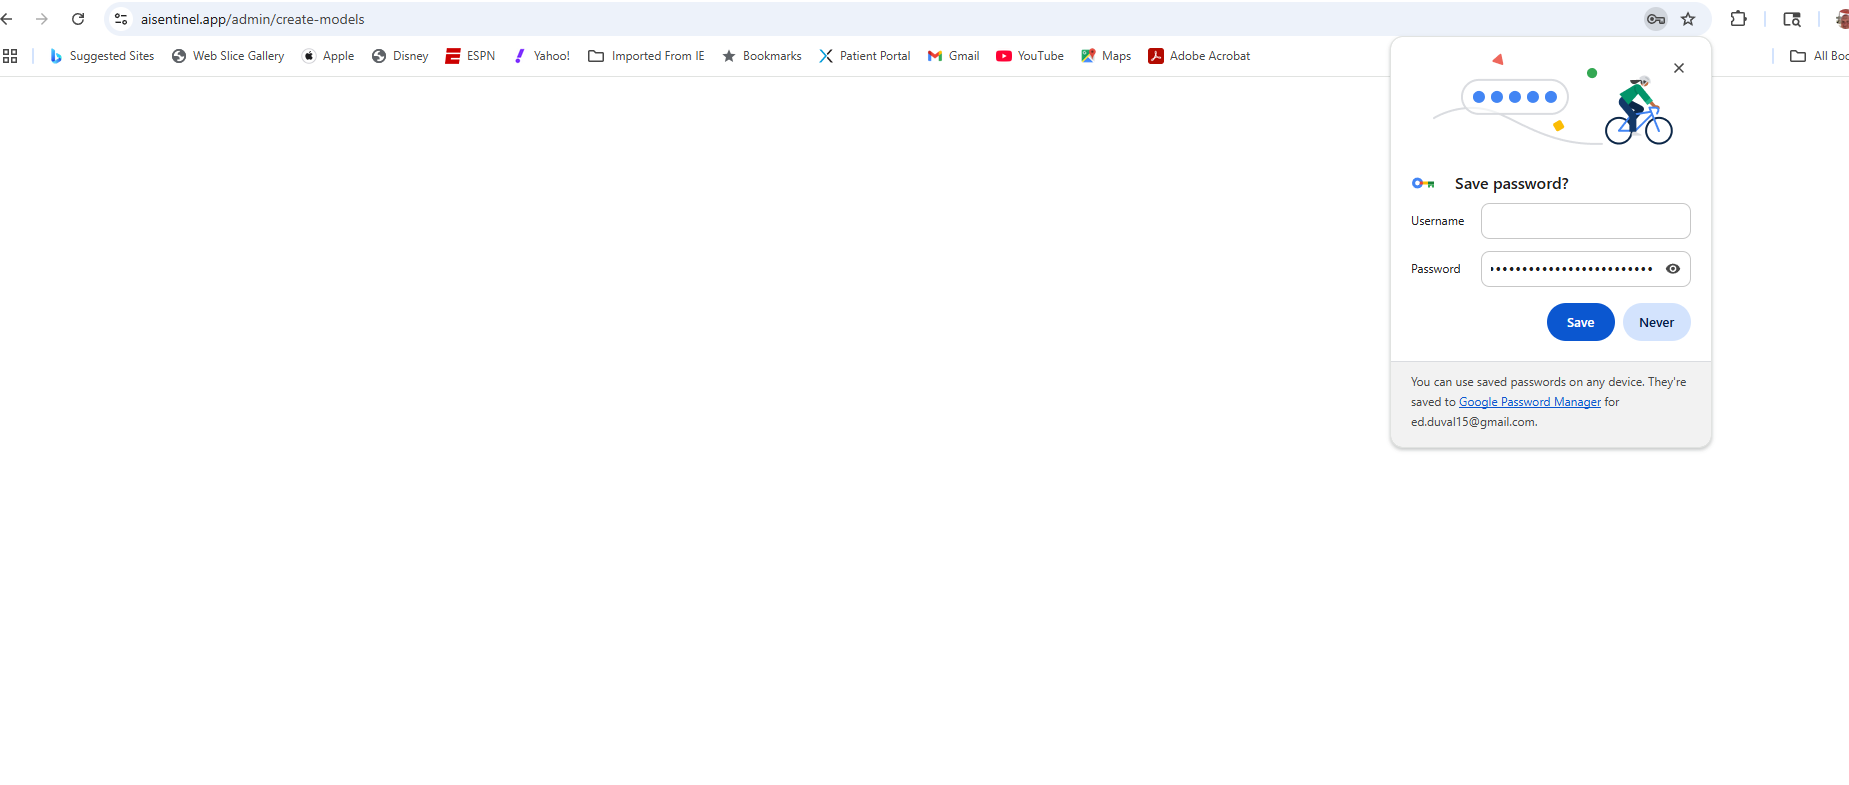 aisentinel.app/admin/create-models
Suggested Sites Web Slice Gallery Apple Disney ESPN Yahoo! Imported From IE Bookmarks Patient Portal Gmail YouTube Maps Adobe Acrobat All Boo
Save password?
Username
Password
Save Never
You can use saved passwords on any device. They're
saved to Google Password Manager for
ed.duval15@gmail.com.